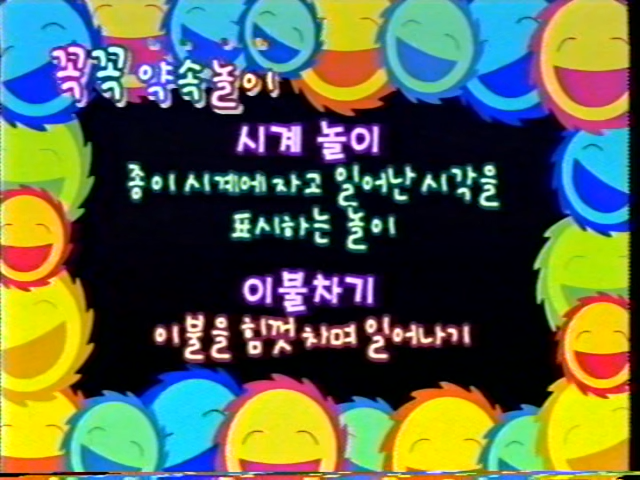 꼭꼭 약속놀이
시계 놀이
종이 시계에 자고 일어난 시각을
표시하는 놀이
이불차기
이불을 힘껏 차며 일어나기